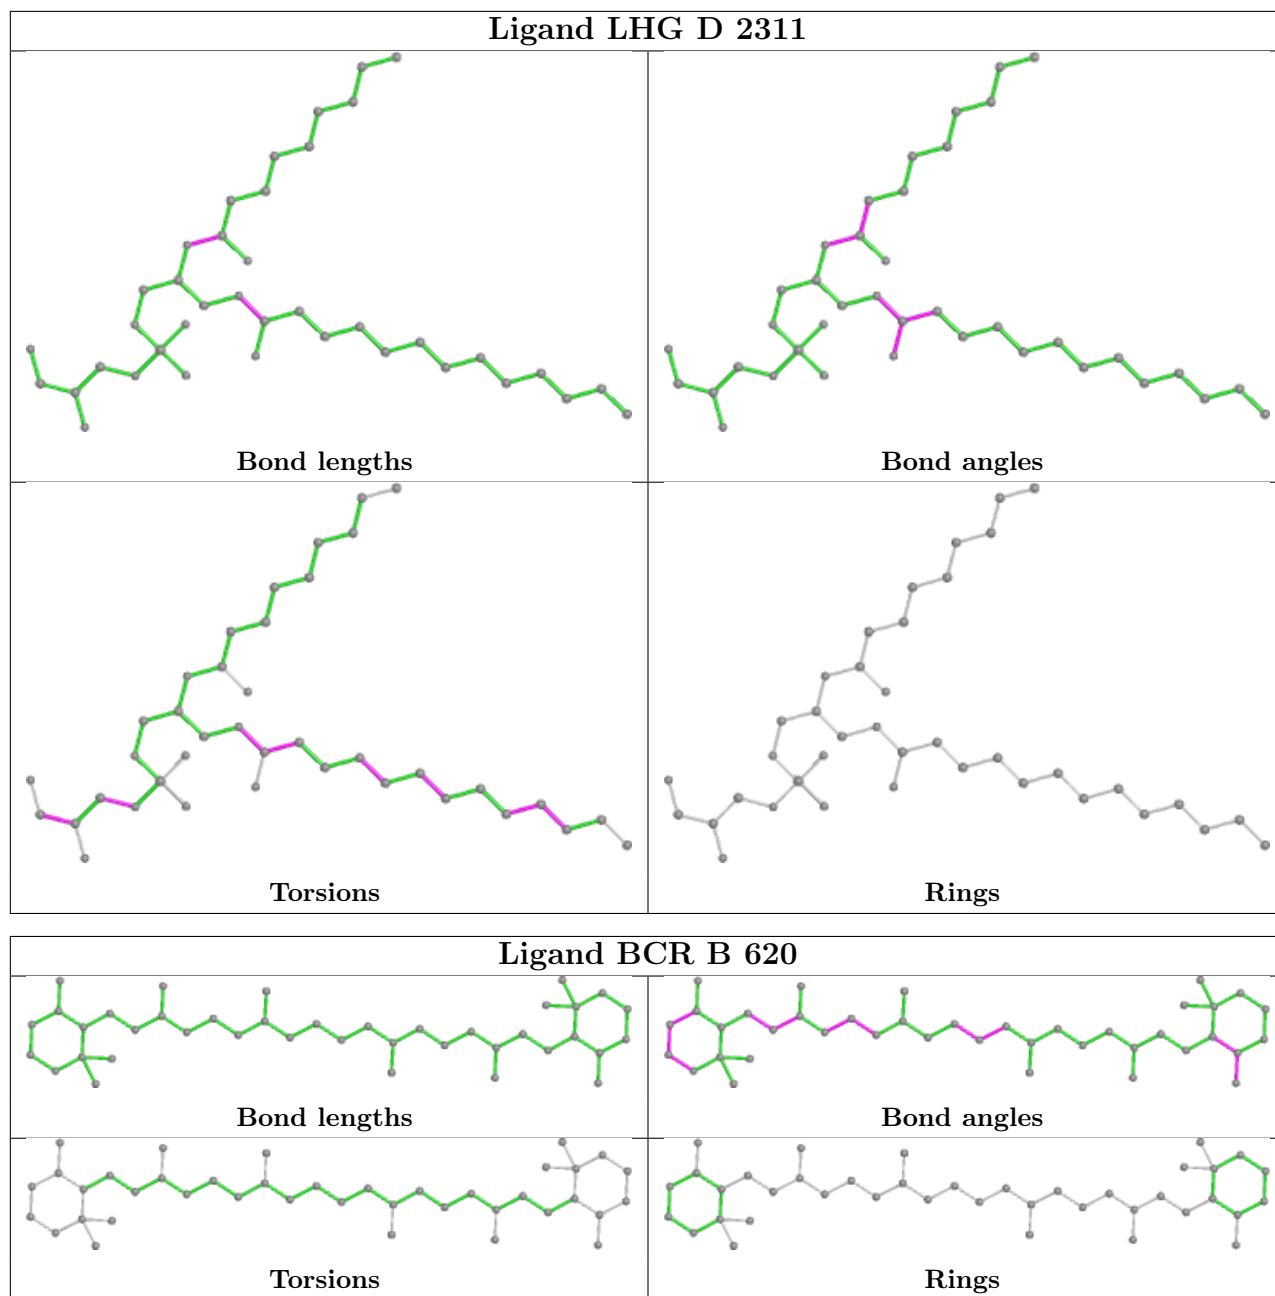 Ligand LHG D 2311
Bond lengths
Bond angles
Torsions
Rings
Ligand BCR B 620
Bond lengths
Bond angles
Torsions
Rings